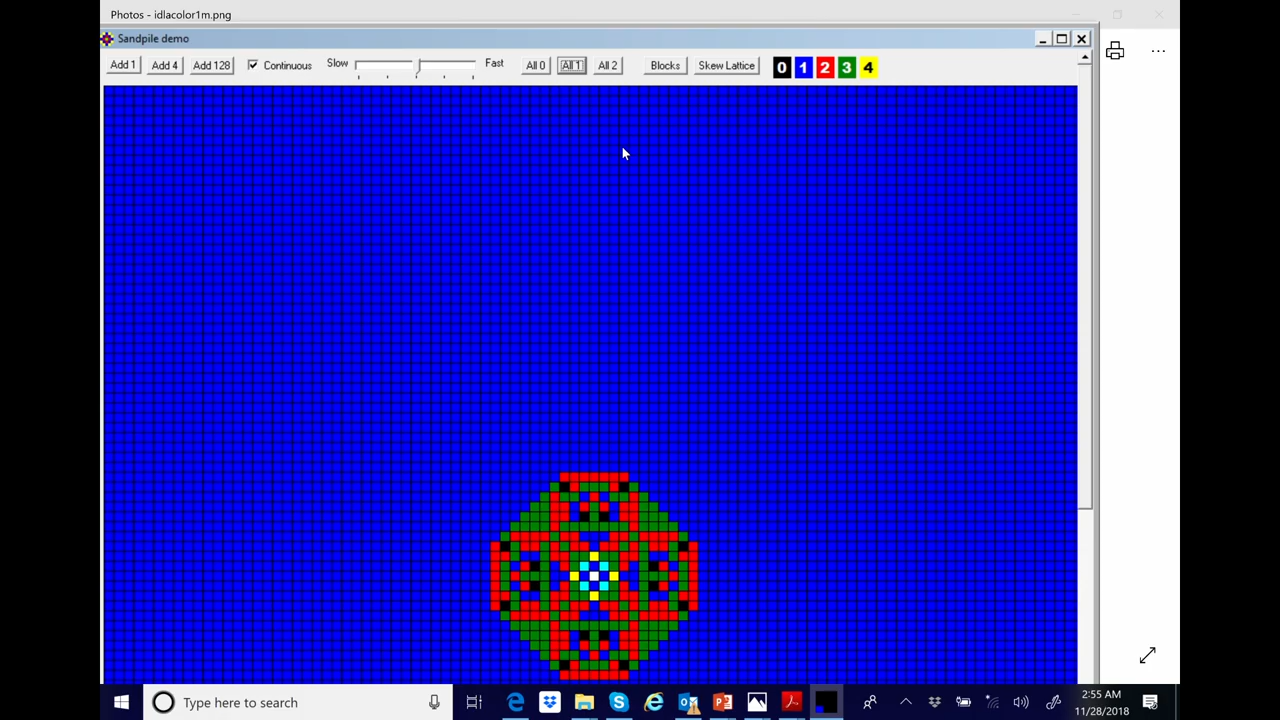 Photos - idlacolor1m.png
Sandpile demo
Add 1 Add 4 Add 128 Continuous Slow Fast All 0 All 1 All 2 Blocks Skew Lattice 0 1 2 3 4
Type here to search
2:55 AM
11/28/2018